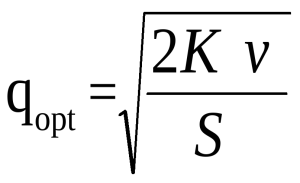 q_opt = √(2K v / S)